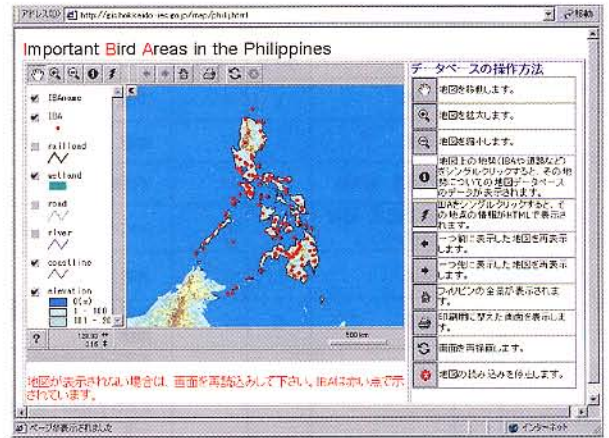 アドレス(D)
Important Bird Areas in the Philippines
IBAname
IBA
railload
wetland
road
river
coastline
elevation
0(m)
1 - 100
101 - 20
500 km
地図が表示されない場合は、画面を再読込みして下さい。IBAは赤い点で示
されています。
データベースの操作方法
地図を移動します。
地図を拡大します。
地図を縮小します。
地図上の地勢(IBAや道路など)
をシングルクリックすると、その地
勢についての地図データベース
のデータが表示されます。
IBAをシングルクリックすると、そ
の地点の情報がHTMLで表示さ
れます。
一つ前に表示した地図を再表示
します。
一つ後に表示した地図を再表示
します。
フィリピンの全景が表示されま
す。
印刷用に整えた画面を表示しま
す。
画面を再描画します。
地図の読み込みを停止します。
ページが表示されました
インターネット